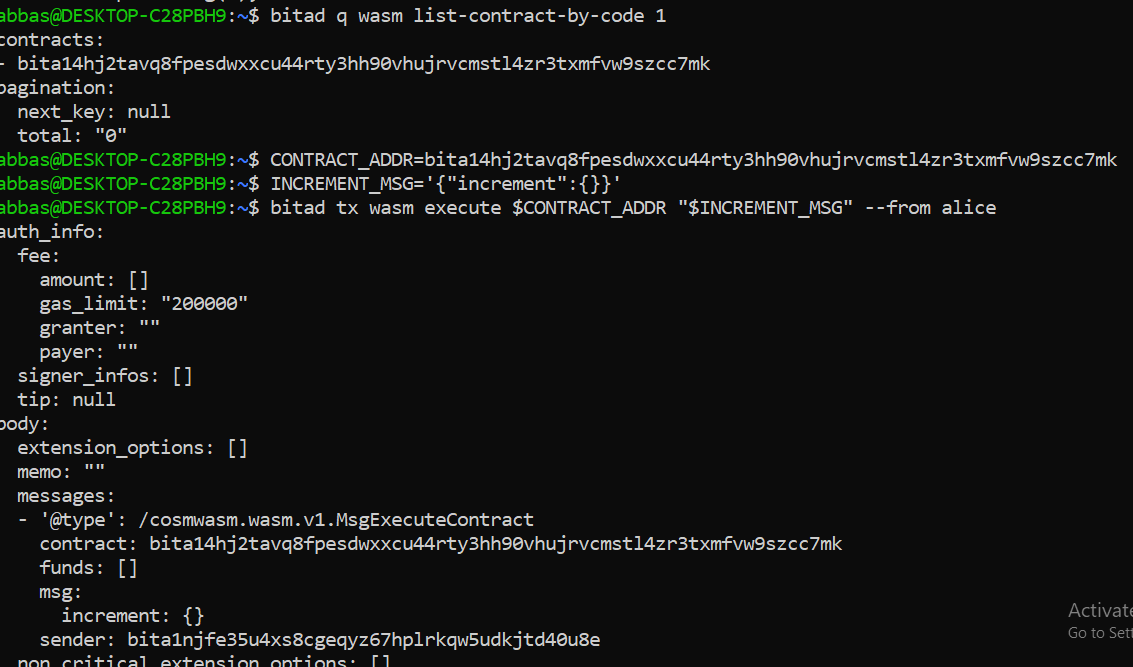 abbas@DESKTOP-C28PBH9:~$ bitad q wasm list-contract-by-code 1
contracts:
- bita14hj2tavq8fpesdwxxcu44rty3hh90vhujrvcmstl4zr3txmfvw9szcc7mk
pagination:
  next_key: null
  total: "0"
abbas@DESKTOP-C28PBH9:~$ CONTRACT_ADDR=bita14hj2tavq8fpesdwxxcu44rty3hh90vhujrvcmstl4zr3txmfvw9szcc7mk
abbas@DESKTOP-C28PBH9:~$ INCREMENT_MSG='{"increment":{}}'
abbas@DESKTOP-C28PBH9:~$ bitad tx wasm execute $CONTRACT_ADDR "$INCREMENT_MSG" --from alice
auth_info:
  fee:
    amount: []
    gas_limit: "200000"
    granter: ""
    payer: ""
  signer_infos: []
  tip: null
body:
  extension_options: []
  memo: ""
  messages:
  - '@type': /cosmwasm.wasm.v1.MsgExecuteContract
    contract: bita14hj2tavq8fpesdwxxcu44rty3hh90vhujrvcmstl4zr3txmfvw9szcc7mk
    funds: []
    msg:
      increment: {}
    sender: bita1njfe35u4xs8cgeqyz67hplrkqw5udkjtd40u8e
  non_critical_extension_options: []
Activate
Go to Sett